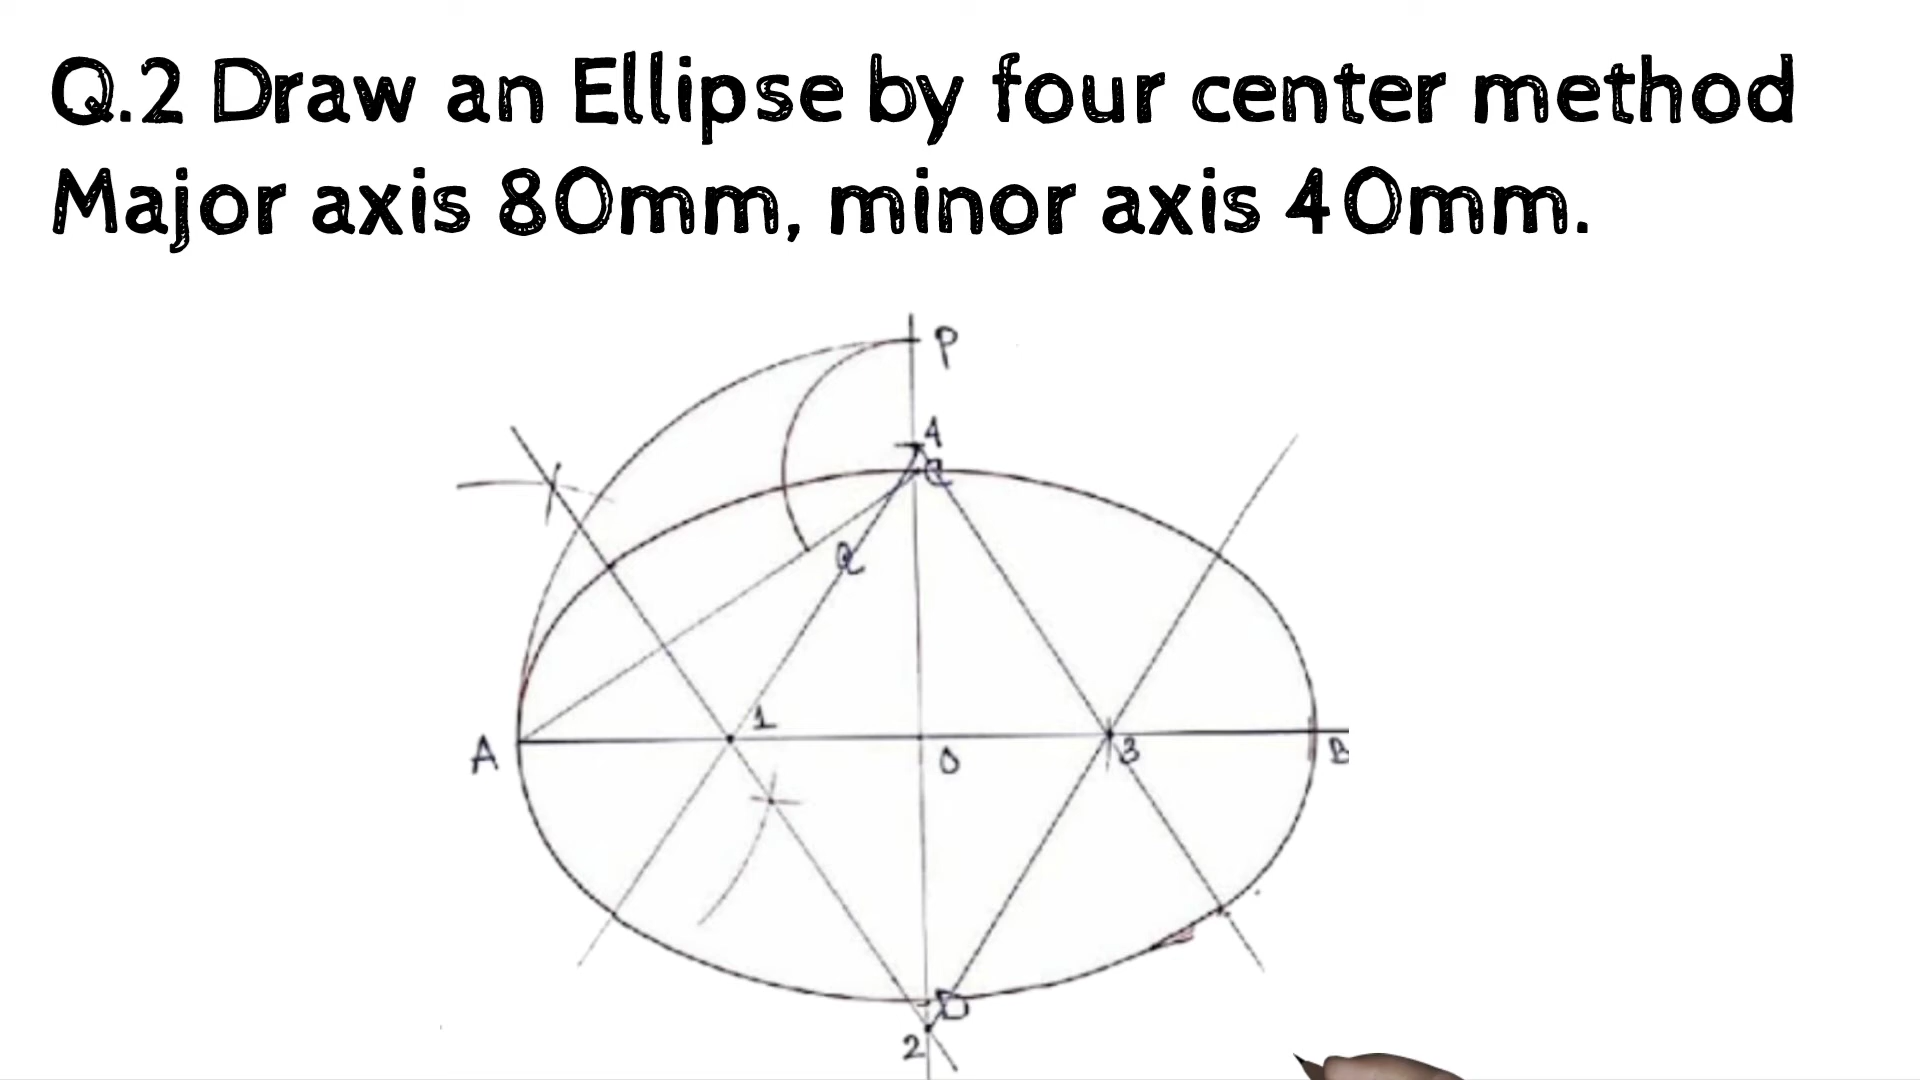 Q.2 Draw an Ellipse by four center method
Major axis 80mm, minor axis 40mm.
P
4
C
Q
1
A
O
3
B
D
2